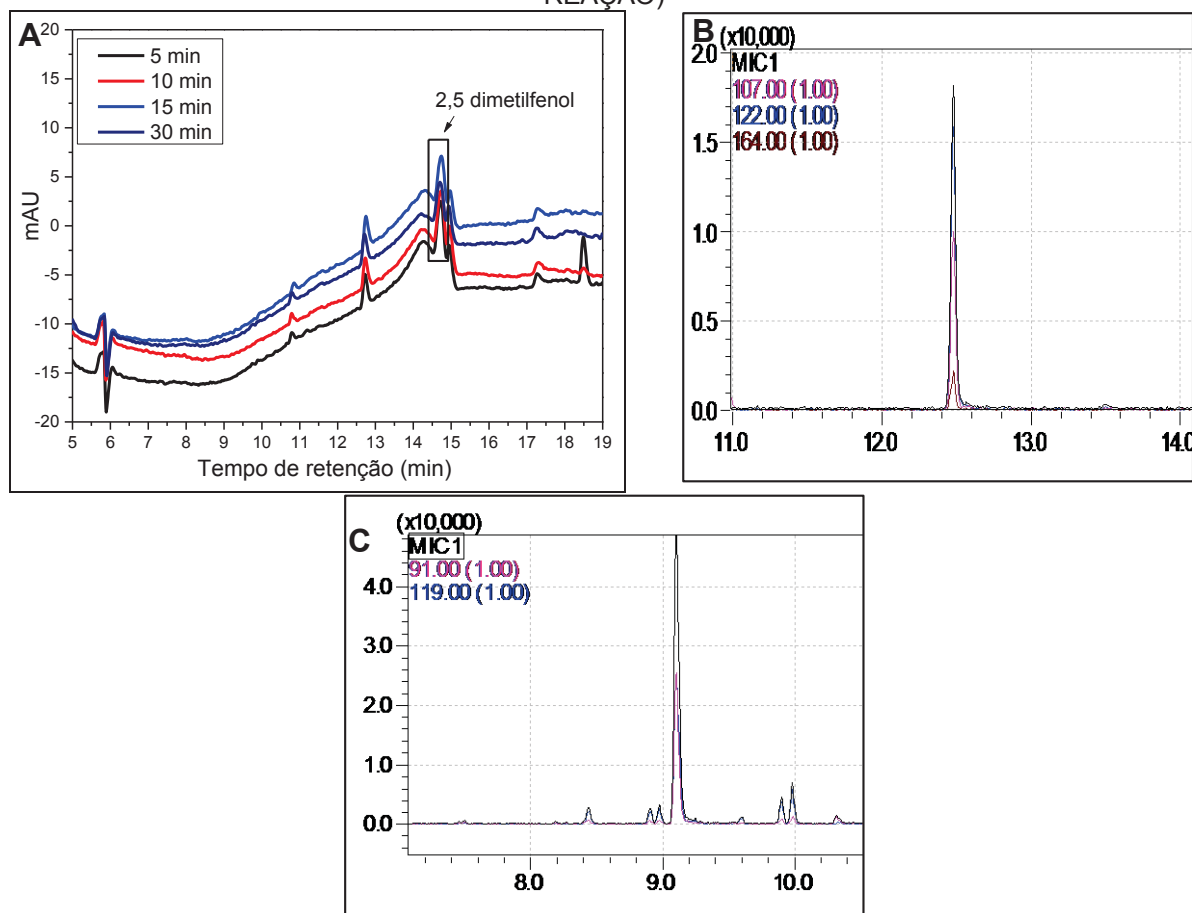 REAÇÃO)
A
20
15
10
5
0
-5
-10
-15
-20
mAU
5 min
10 min
15 min
30 min
2,5 dimetilfenol
5 6 7 8 9 10 11 12 13 14 15 16 17 18 19
Tempo de retenção (min)
B (x10,000)
2.0
MIC1
107.00 (1.00)
122.00 (1.00)
164.00 (1.00)
1.5
1.0
0.5
0.0
11.0 12.0 13.0 14.0
(x10,000)
C MIC1
91.00 (1.00)
119.00 (1.00)
4.0
3.0
2.0
1.0
0.0
8.0 9.0 10.0